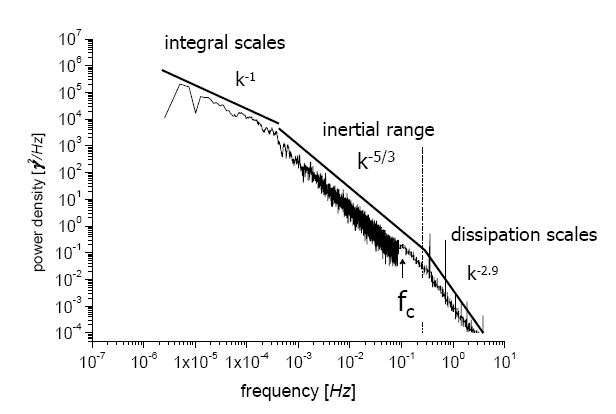 10⁷
10⁶
10⁵
10⁴
10³
10²
10¹
10⁰
10⁻¹
10⁻²
10⁻³
10⁻⁴
power density [γ²/Hz]
integral scales
k⁻¹
inertial range
k⁻⁵/³
dissipation scales
k⁻²·⁹
f꜀
10⁻⁷ 10⁻⁶ 1x10⁻⁵ 1x10⁻⁴ 10⁻³ 10⁻² 10⁻¹ 10⁰ 10¹
frequency [Hz]